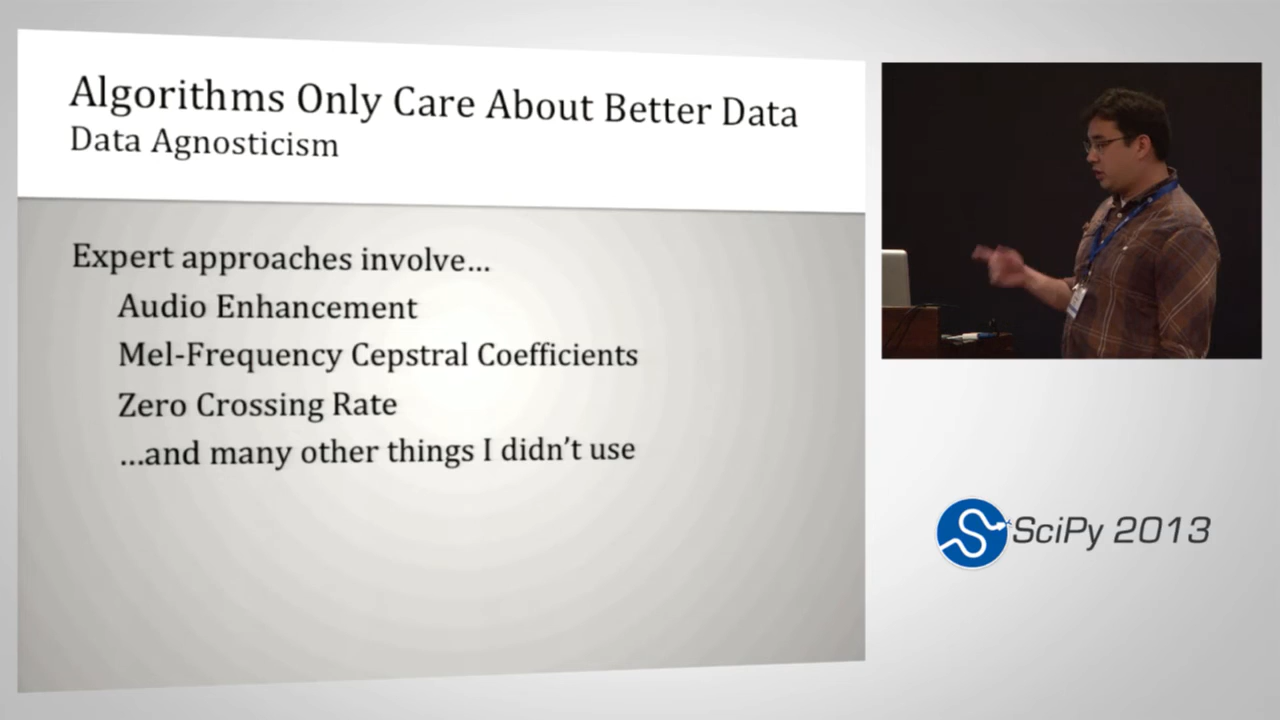 Algorithms Only Care About Better Data
Data Agnosticism
Expert approaches involve...
Audio Enhancement
Mel-Frequency Cepstral Coefficients
Zero Crossing Rate
...and many other things I didn't use
SciPy 2013